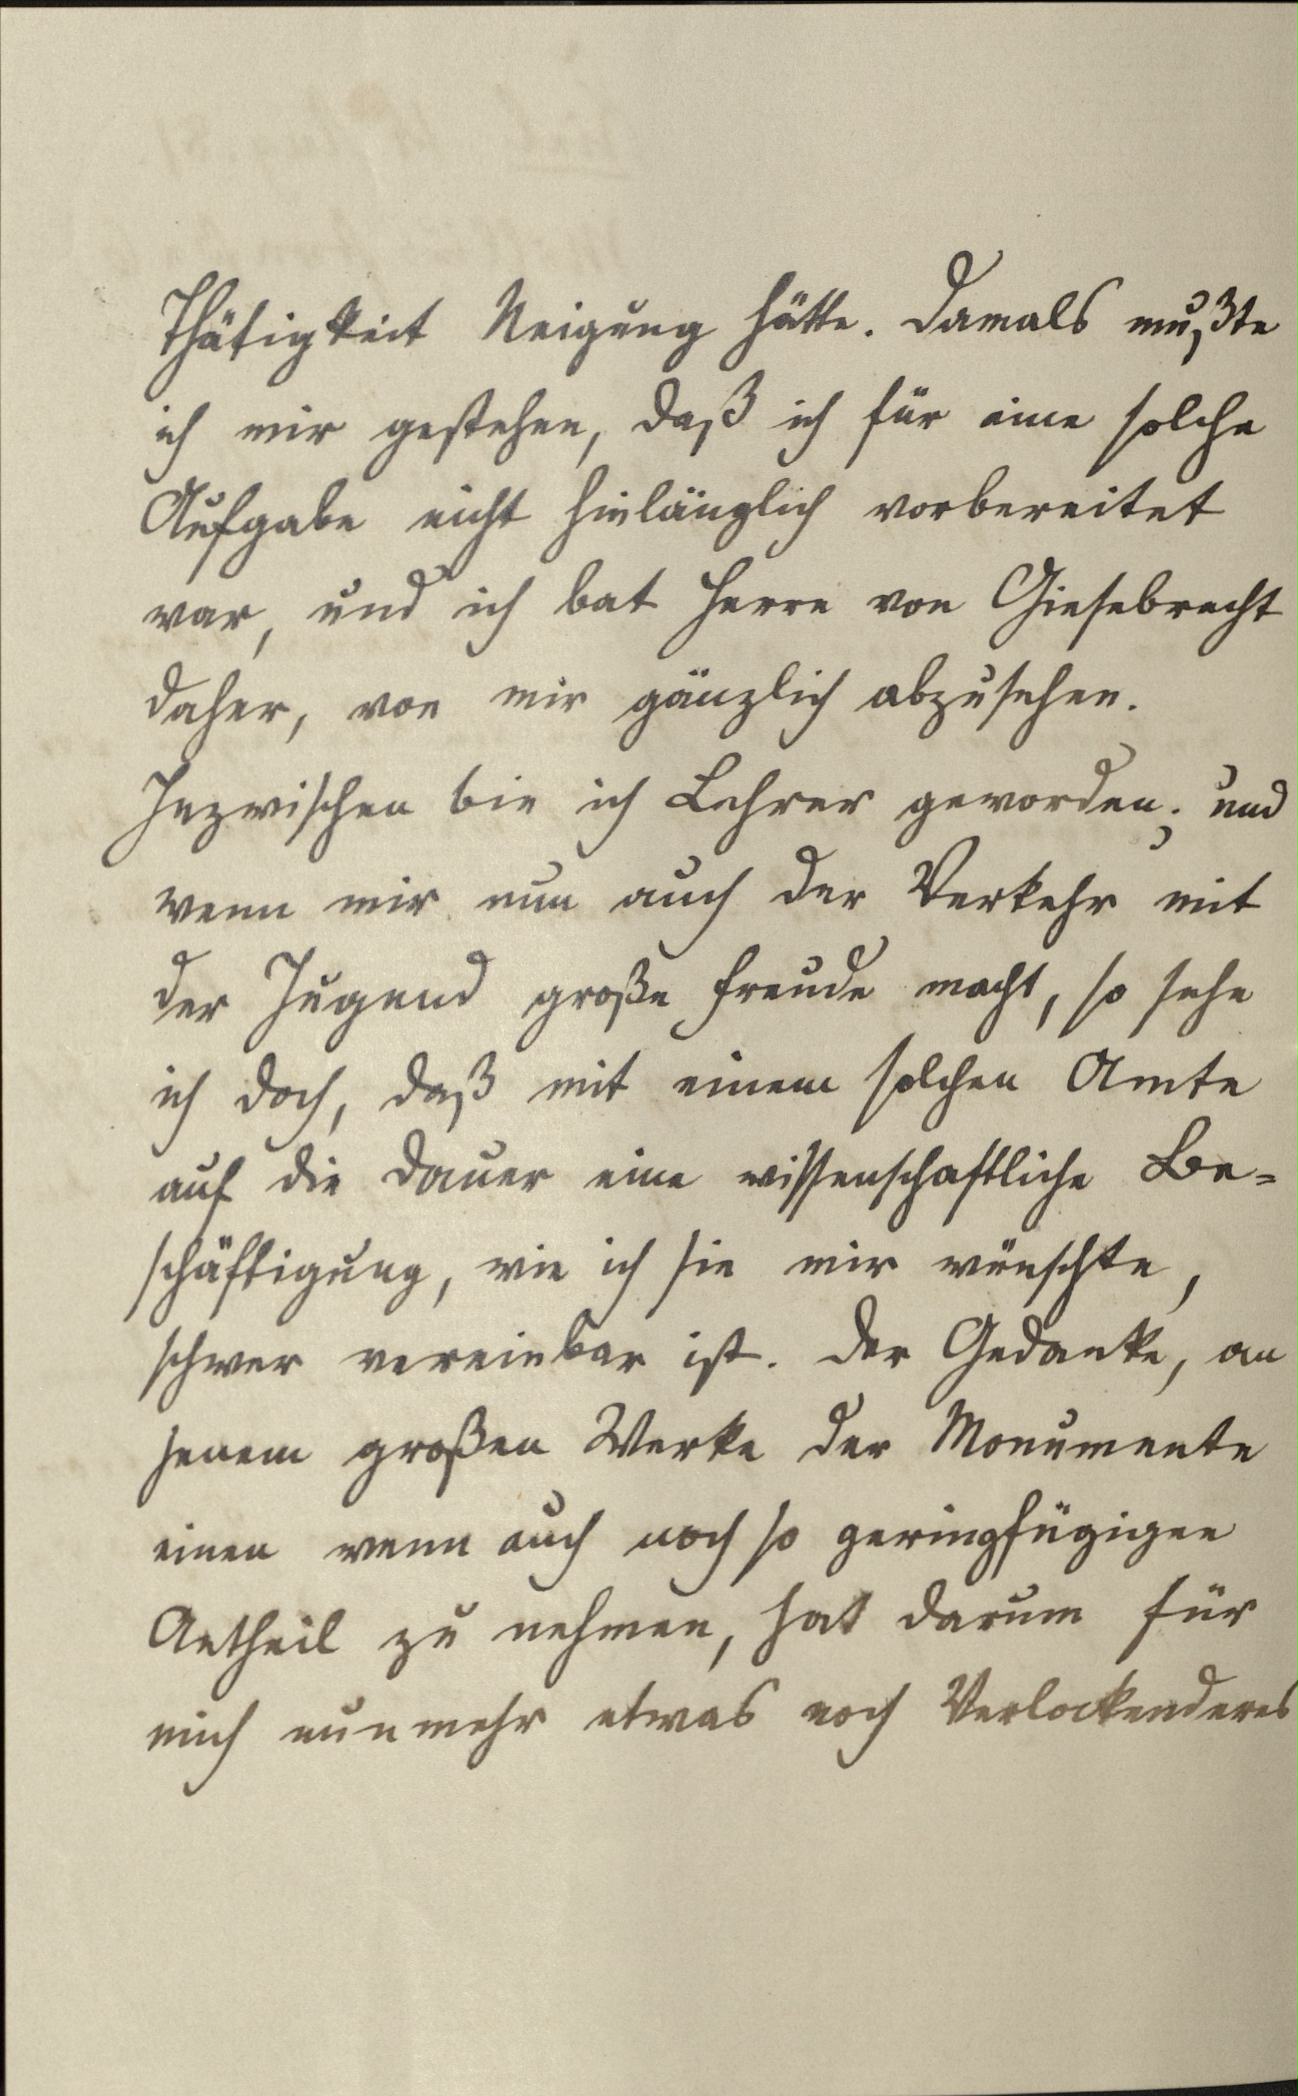 Thätigkeit Neigung hätte. Damals mußte
ich mir gestehen, daß ich für eine solche
Aufgabe nicht hinlänglich vorbereitet
war, und ich bat Herrn von Giesebrecht
daher, von mir gänzlich abzusehen.
Inzwischen bin ich Lehrer geworden; und
wenn mir nun auch der Verkehr mit
der Jugend große Freude macht, so sehe
ich doch, daß mit einem solchen Amte
auf die Dauer eine wissenschaftliche Be=
schäftigung, wie ich sie mir wünschte,
schwer vereinbar ist. Der Gedanke, an
jenem großen Werke der Monumente
einen wenn auch noch so geringfügigen
Antheil zu nehmen, hat darum für
mich nunmehr etwas noch Verlockenderes